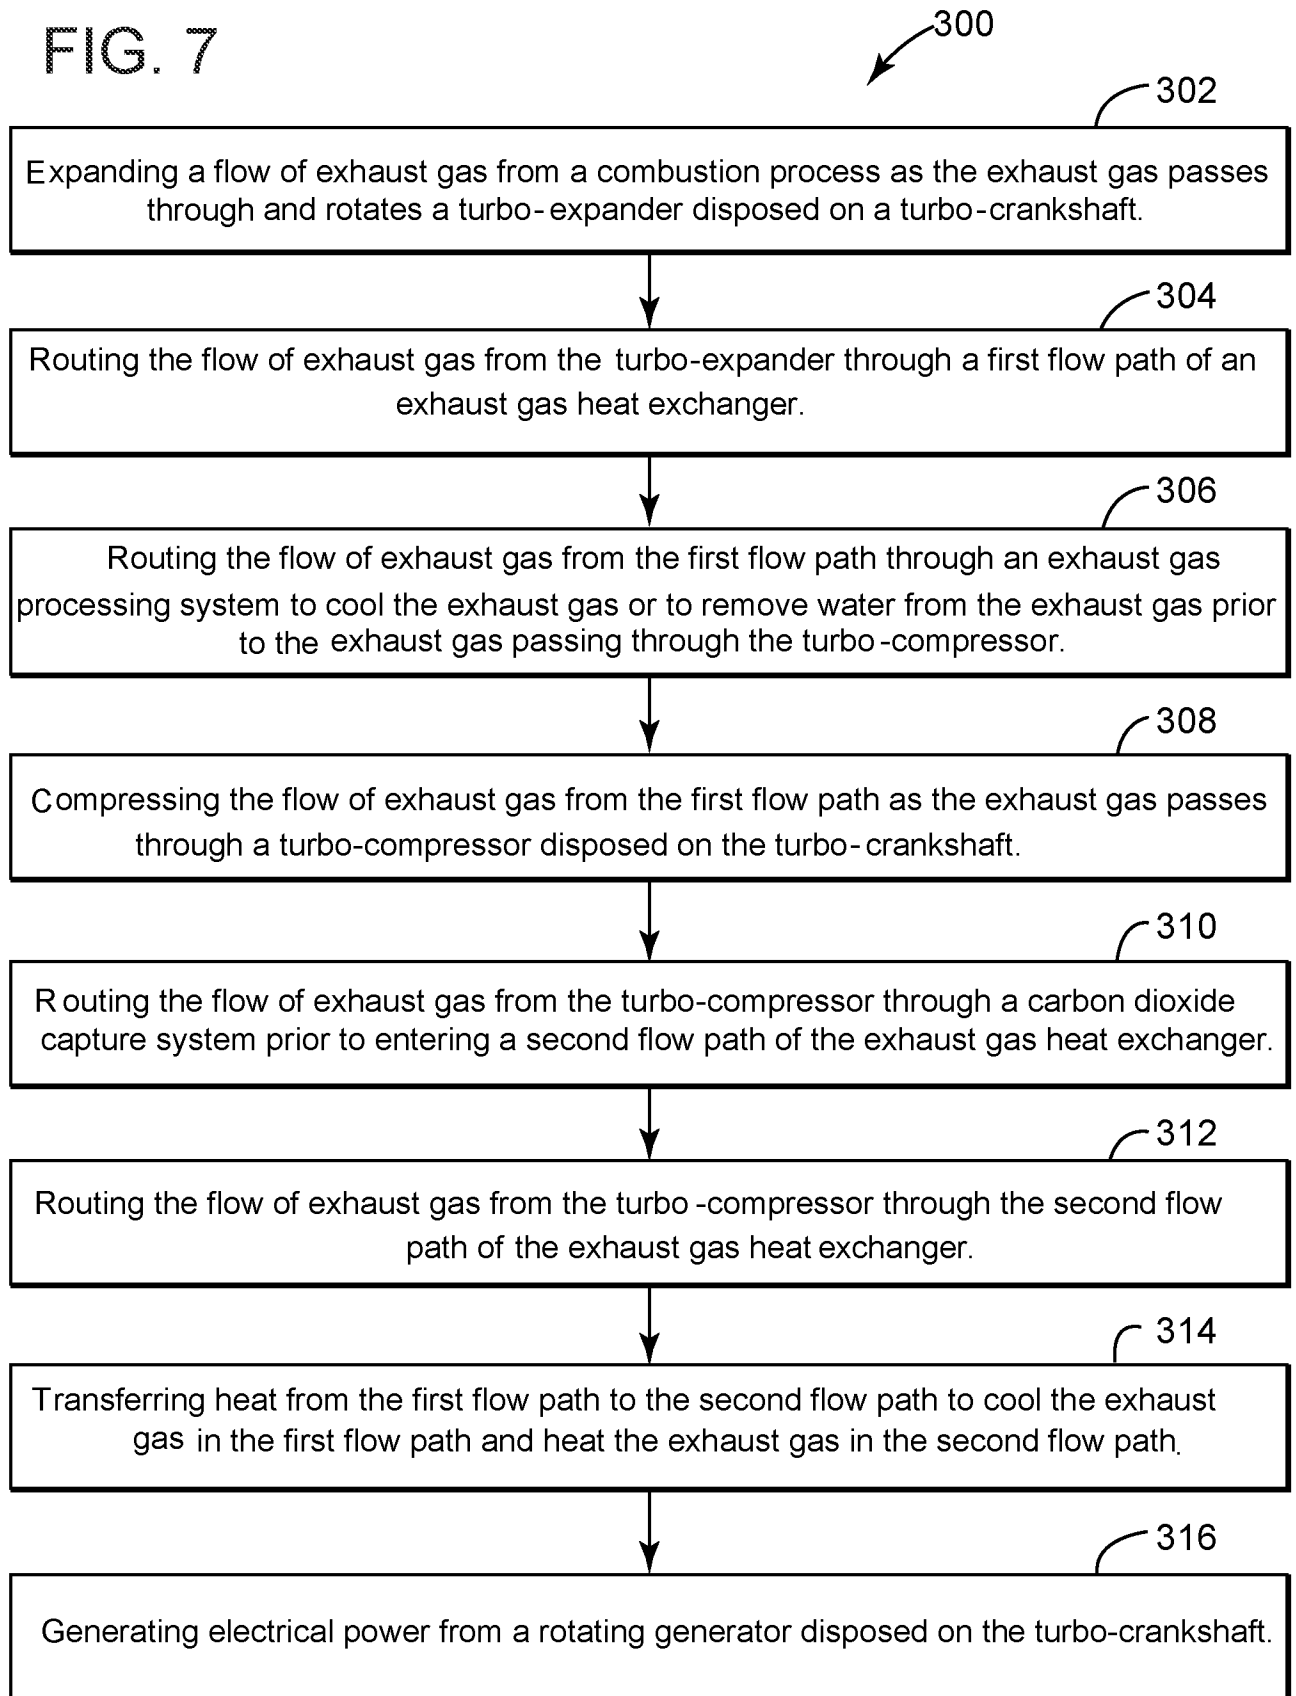 FIG. 7
300
302
Expanding a flow of exhaust gas from a combustion process as the exhaust gas passes
through and rotates a turbo-expander disposed on a turbo-crankshaft.
304
Routing the flow of exhaust gas from the turbo-expander through a first flow path of an
exhaust gas heat exchanger.
306
Routing the flow of exhaust gas from the first flow path through an exhaust gas
processing system to cool the exhaust gas or to remove water from the exhaust gas prior
to the exhaust gas passing through the turbo-compressor.
308
Compressing the flow of exhaust gas from the first flow path as the exhaust gas passes
through a turbo-compressor disposed on the turbo-crankshaft.
310
Routing the flow of exhaust gas from the turbo-compressor through a carbon dioxide
capture system prior to entering a second flow path of the exhaust gas heat exchanger.
312
Routing the flow of exhaust gas from the turbo-compressor through the second flow
path of the exhaust gas heat exchanger.
314
Transferring heat from the first flow path to the second flow path to cool the exhaust
gas in the first flow path and heat the exhaust gas in the second flow path.
316
Generating electrical power from a rotating generator disposed on the turbo-crankshaft.